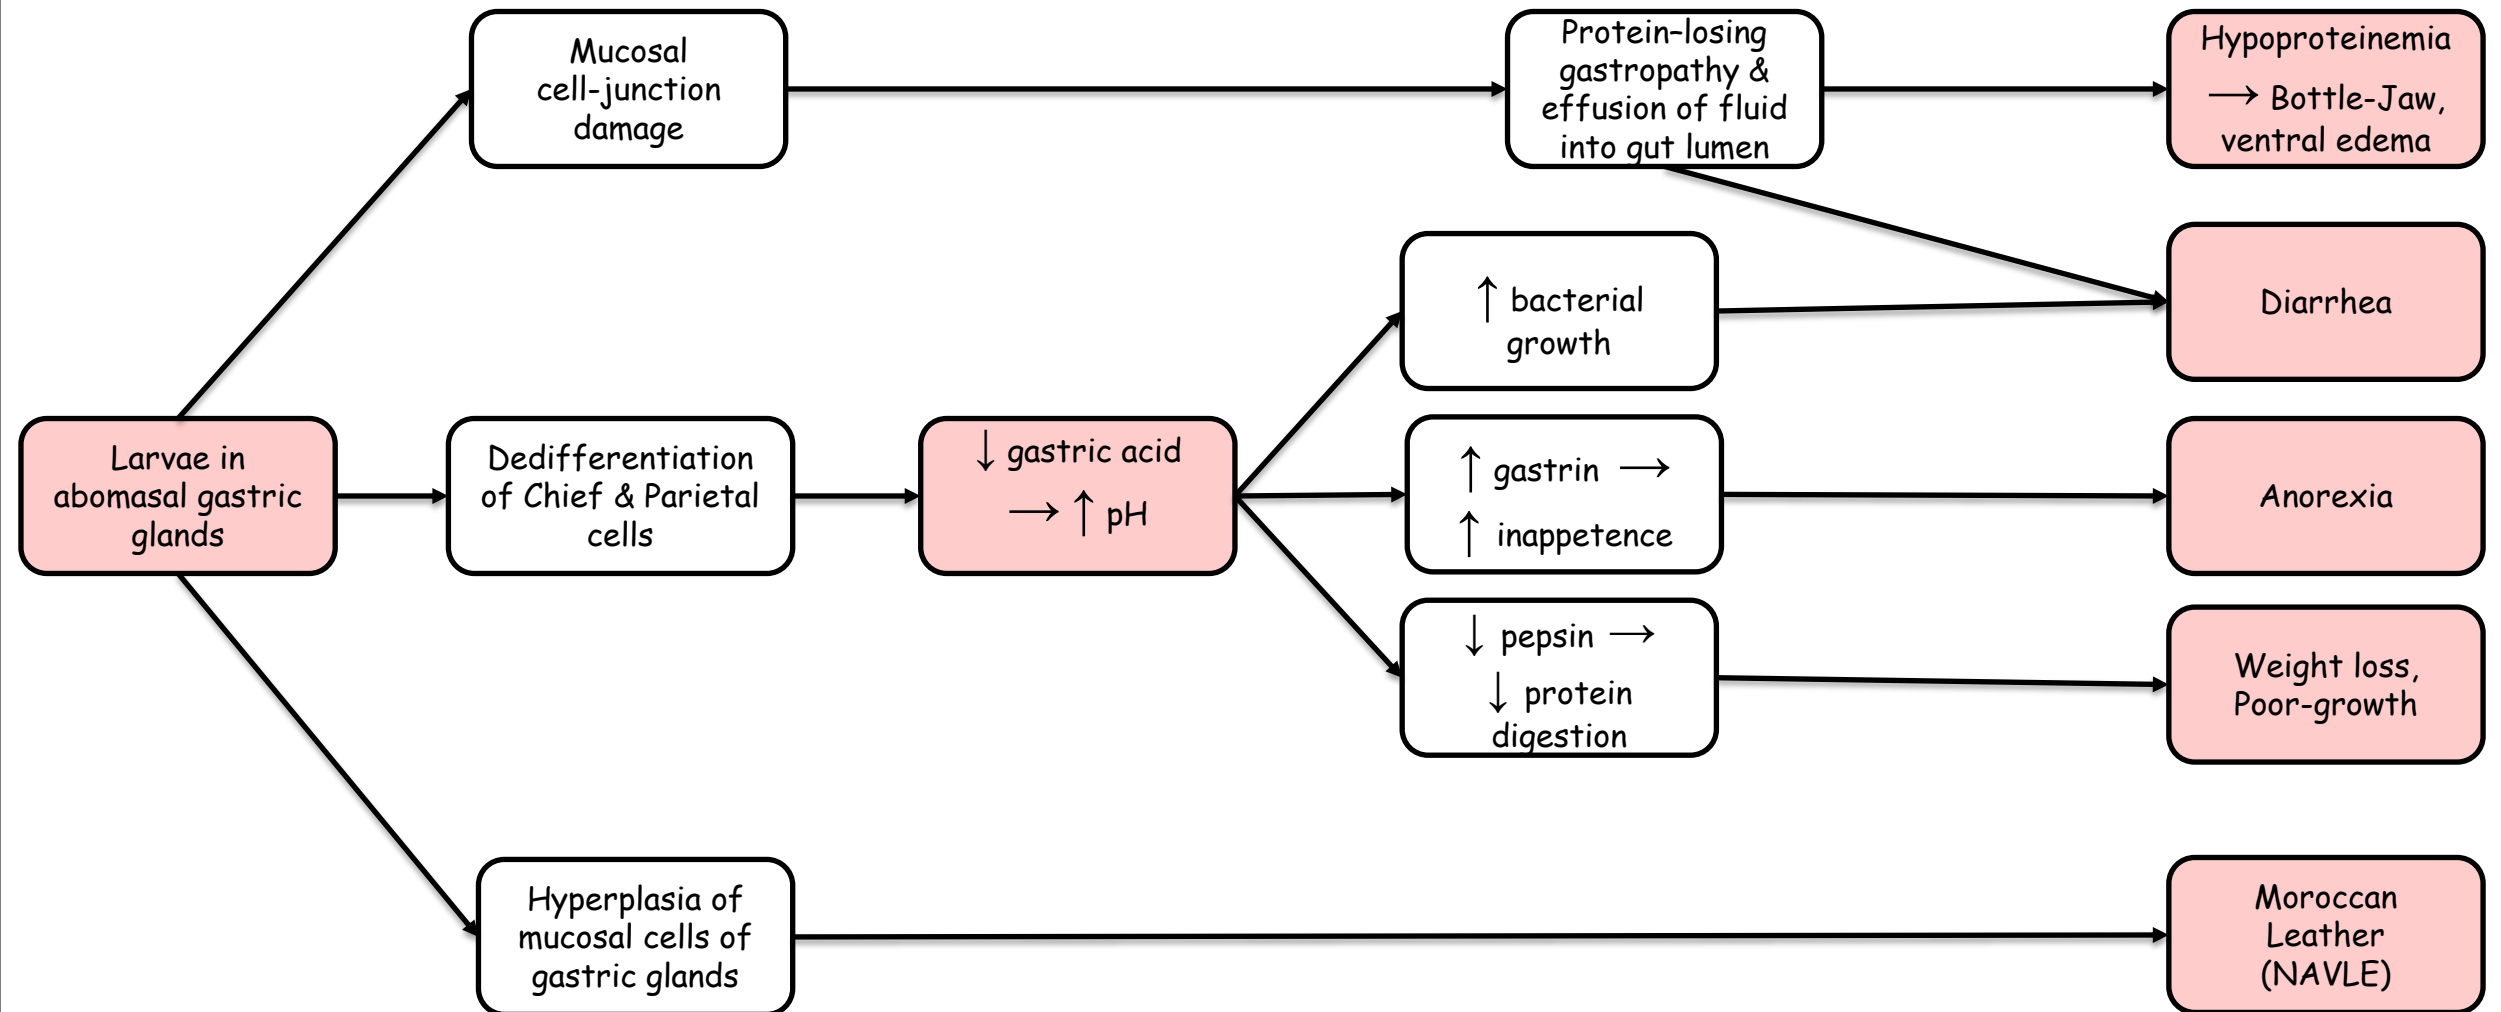 Mucosal
cell-junction
damage
Protein-losing
gastropathy &
effusion of fluid
into gut lumen
Hypoproteinemia
→ Bottle-Jaw,
ventral edema
↑ bacterial
growth
Diarrhea
Larvae in
abomasal gastric
glands
Dedifferentiation
of Chief & Parietal
cells
↓ gastric acid
→ ↑ pH
↑ gastrin →
↑ inappetence
Anorexia
↓ pepsin →
↓ protein
digestion
Weight loss,
Poor-growth
Hyperplasia of
mucosal cells of
gastric glands
Moroccan
Leather
(NAVLE)